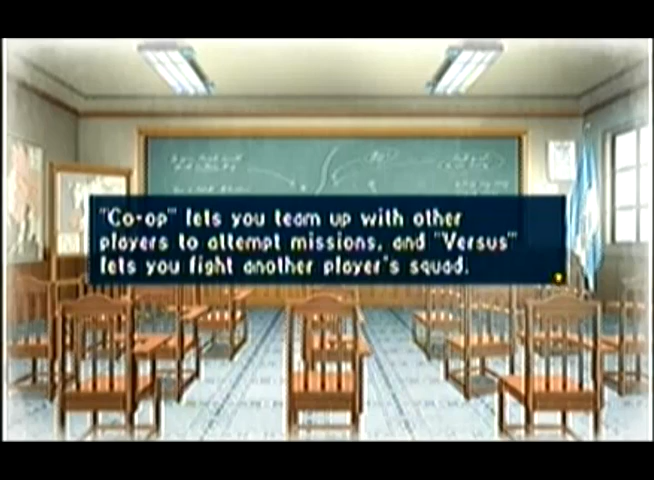 "Co-op" lets you team up with other
players to attempt missions, and "Versus"
lets you fight another player's squad.